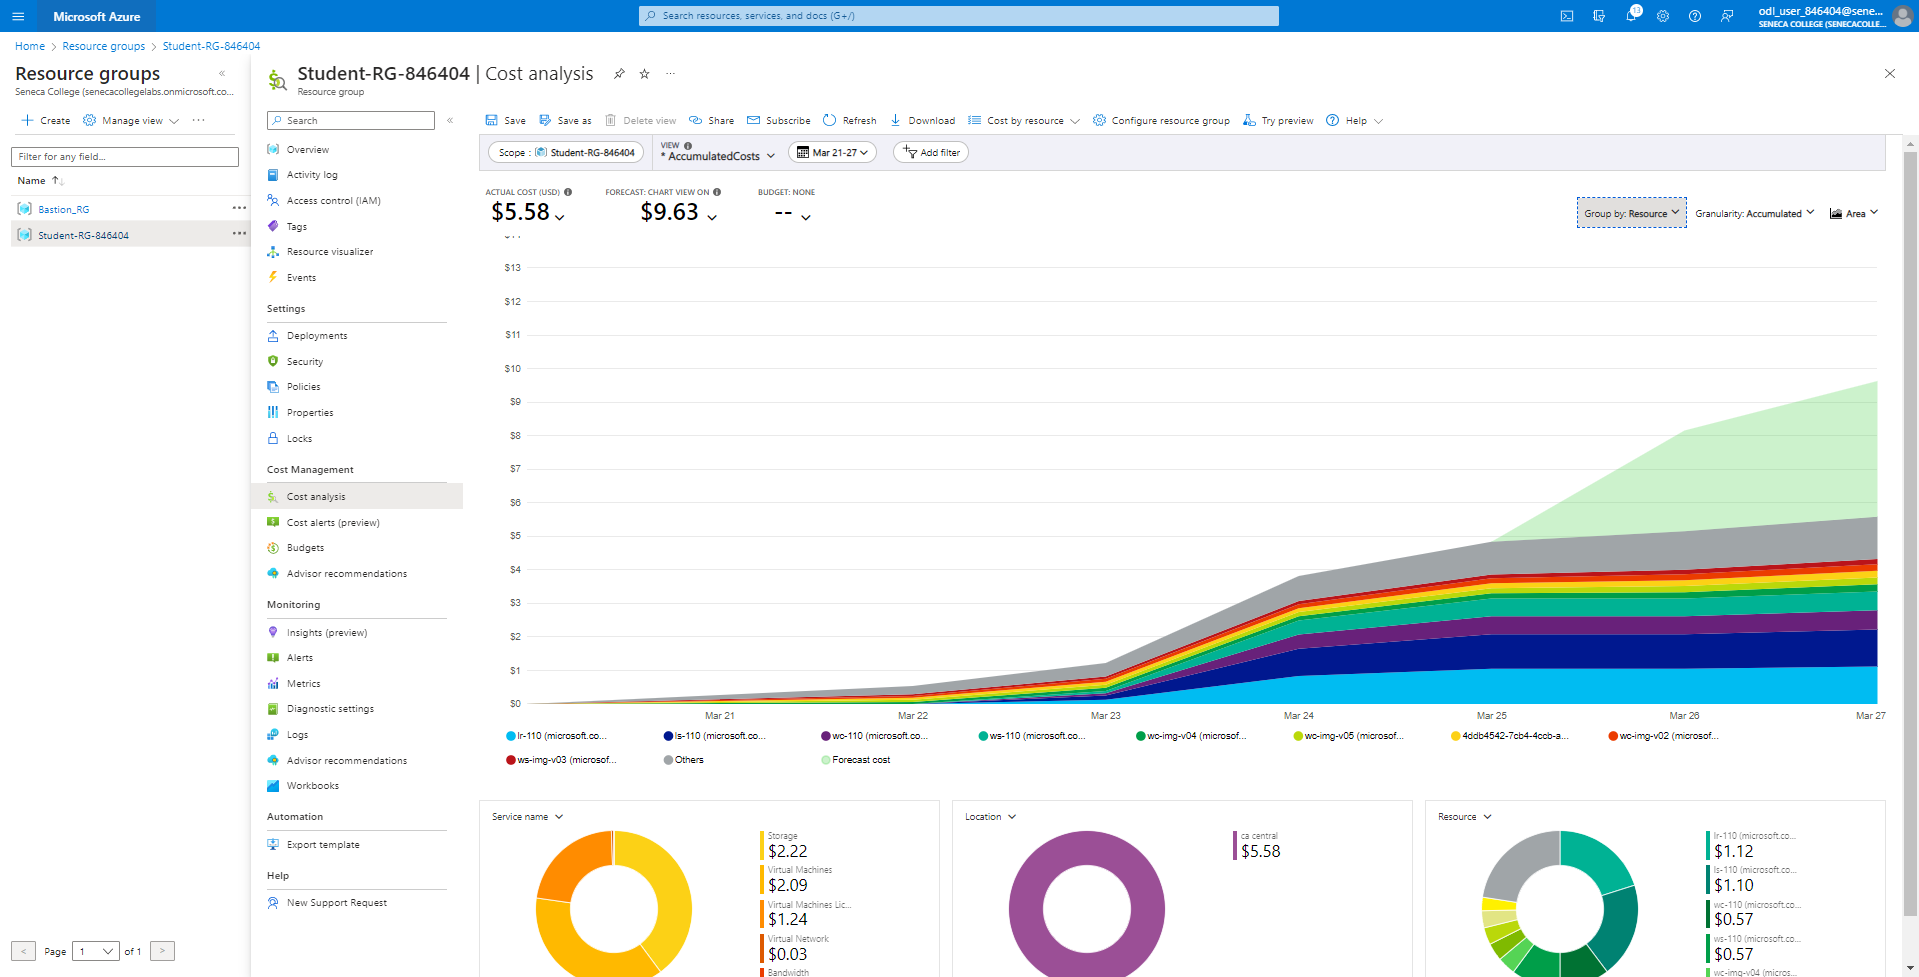 Microsoft Azure
Search resources, services, and docs (G+/)
13
odl_user_846404@sene...
SENECA COLLEGE (SENECACOLLE...
Home > Resource groups > Student-RG-846404
Resource groups
Seneca College (senecacollegelabs.onmicrosoft.co...
Create Manage view ...
Filter for any field...
Name
Bastion_RG
Student-RG-846404
< Page 1 of 1 >
Student-RG-846404 | Cost analysis
Resource group
Search
Overview
Activity log
Access control (IAM)
Tags
Resource visualizer
Events
Settings
Deployments
Security
Policies
Properties
Locks
Cost Management
Cost analysis
Cost alerts (preview)
Budgets
Advisor recommendations
Monitoring
Insights (preview)
Alerts
Metrics
Diagnostic settings
Logs
Advisor recommendations
Workbooks
Automation
Export template
Help
New Support Request
Save Save as Delete view Share Subscribe Refresh Download Cost by resource Configure resource group Try preview Help
Scope : Student-RG-846404
VIEW
* AccumulatedCosts
Mar 21-27
Add filter
ACTUAL COST (USD)
$5.58
FORECAST: CHART VIEW ON
$9.63
BUDGET: NONE
--
Group by: Resource
Granularity: Accumulated
Area
$13
$12
$11
$10
$9
$8
$7
$6
$5
$4
$3
$2
$1
$0
Mar 21 Mar 22 Mar 23 Mar 24 Mar 25 Mar 26 Mar 27
lr-110 (microsoft.co... ls-110 (microsoft.co... wc-110 (microsoft.co... ws-110 (microsoft.co... wc-img-v04 (microsof... wc-img-v05 (microsof... 4ddb4542-7cb4-4ccb-a... wc-img-v02 (microsof...
ws-img-v03 (microsof... Others Forecast cost
Service name
Storage
$2.22
Virtual Machines
$2.09
Virtual Machines Lic...
$1.24
Virtual Network
$0.03
Bandwidth
Location
ca central
$5.58
Resource
lr-110 (microsoft.co...
$1.12
ls-110 (microsoft.co...
$1.10
wc-110 (microsoft.co...
$0.57
ws-110 (microsoft.co...
$0.57
wc-img-v04 (micros...